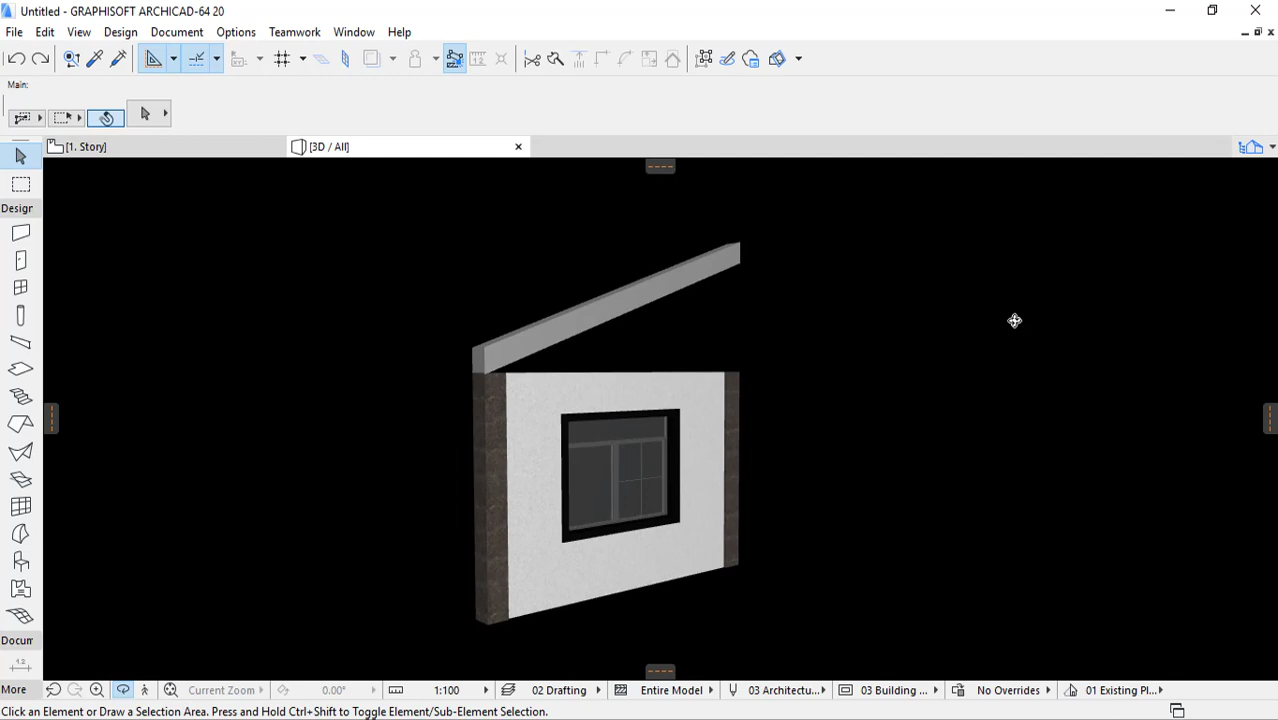 Untitled - GRAPHISOFT ARCHICAD-64 20
File Edit View Design Document Options Teamwork Window Help
Main:
[1. Story] [3D / All]
Design
Docum
1.2
More Current Zoom 0.00° 1:100 02 Drafting Entire Model 03 Architectu... 03 Building ... No Overrides 01 Existing Pl...
Click an Element or Draw a Selection Area. Press and Hold Ctrl+Shift to Toggle Element/Sub-Element Selection.